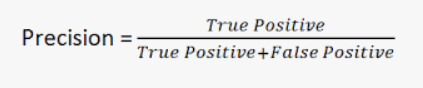 Precision = True Positive
True Positive+False Positive